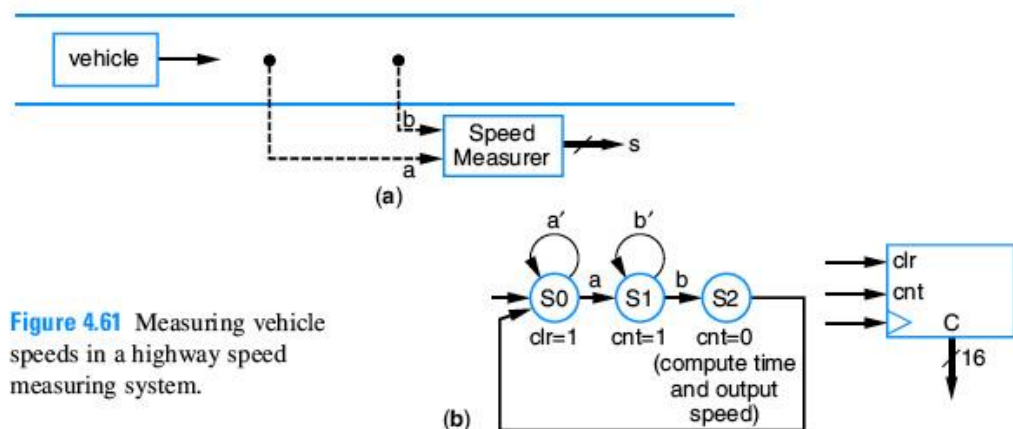 vehicle
b
a
Speed
Measurer
s
(a)
a′
b′
S0
a
S1
b
S2
clr=1
cnt=1
cnt=0
(compute time
and output
speed)
clr
cnt
C
16
(b)
Figure 4.61 Measuring vehicle
speeds in a highway speed
measuring system.